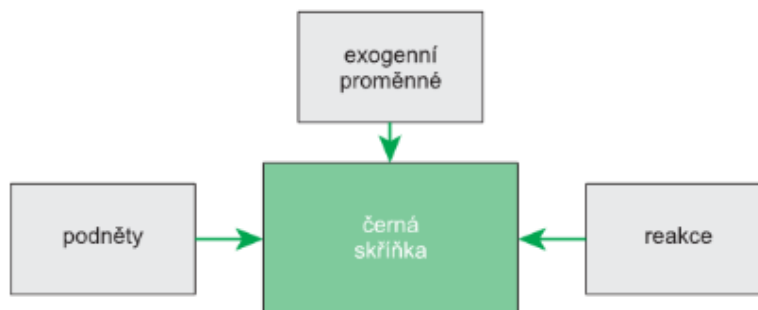 exogenní
proměnné
podněty
černá
skříňka
reakce